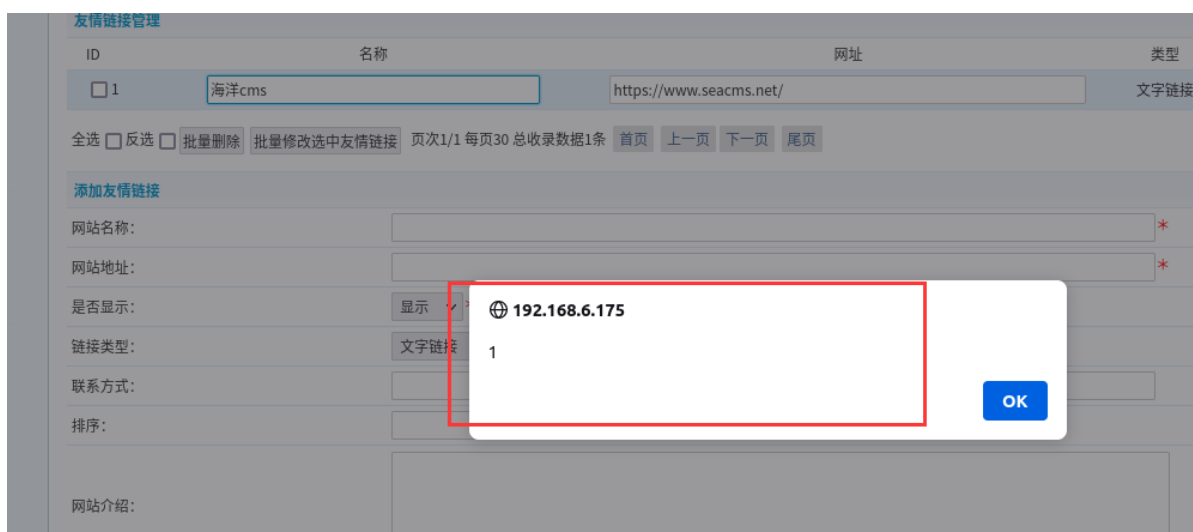 友情链接管理
ID 名称 网址 类型
1 海洋cms https://www.seacms.net/ 文字链接
全选 反选 批量删除 批量修改选中友情链接 页次1/1 每页30 总收录数据1条 首页 上一页 下一页 尾页
添加友情链接
网站名称： *
网站地址： *
是否显示： 显示
链接类型： 文字链接
联系方式：
排序：
网站介绍：
192.168.6.175
1
OK